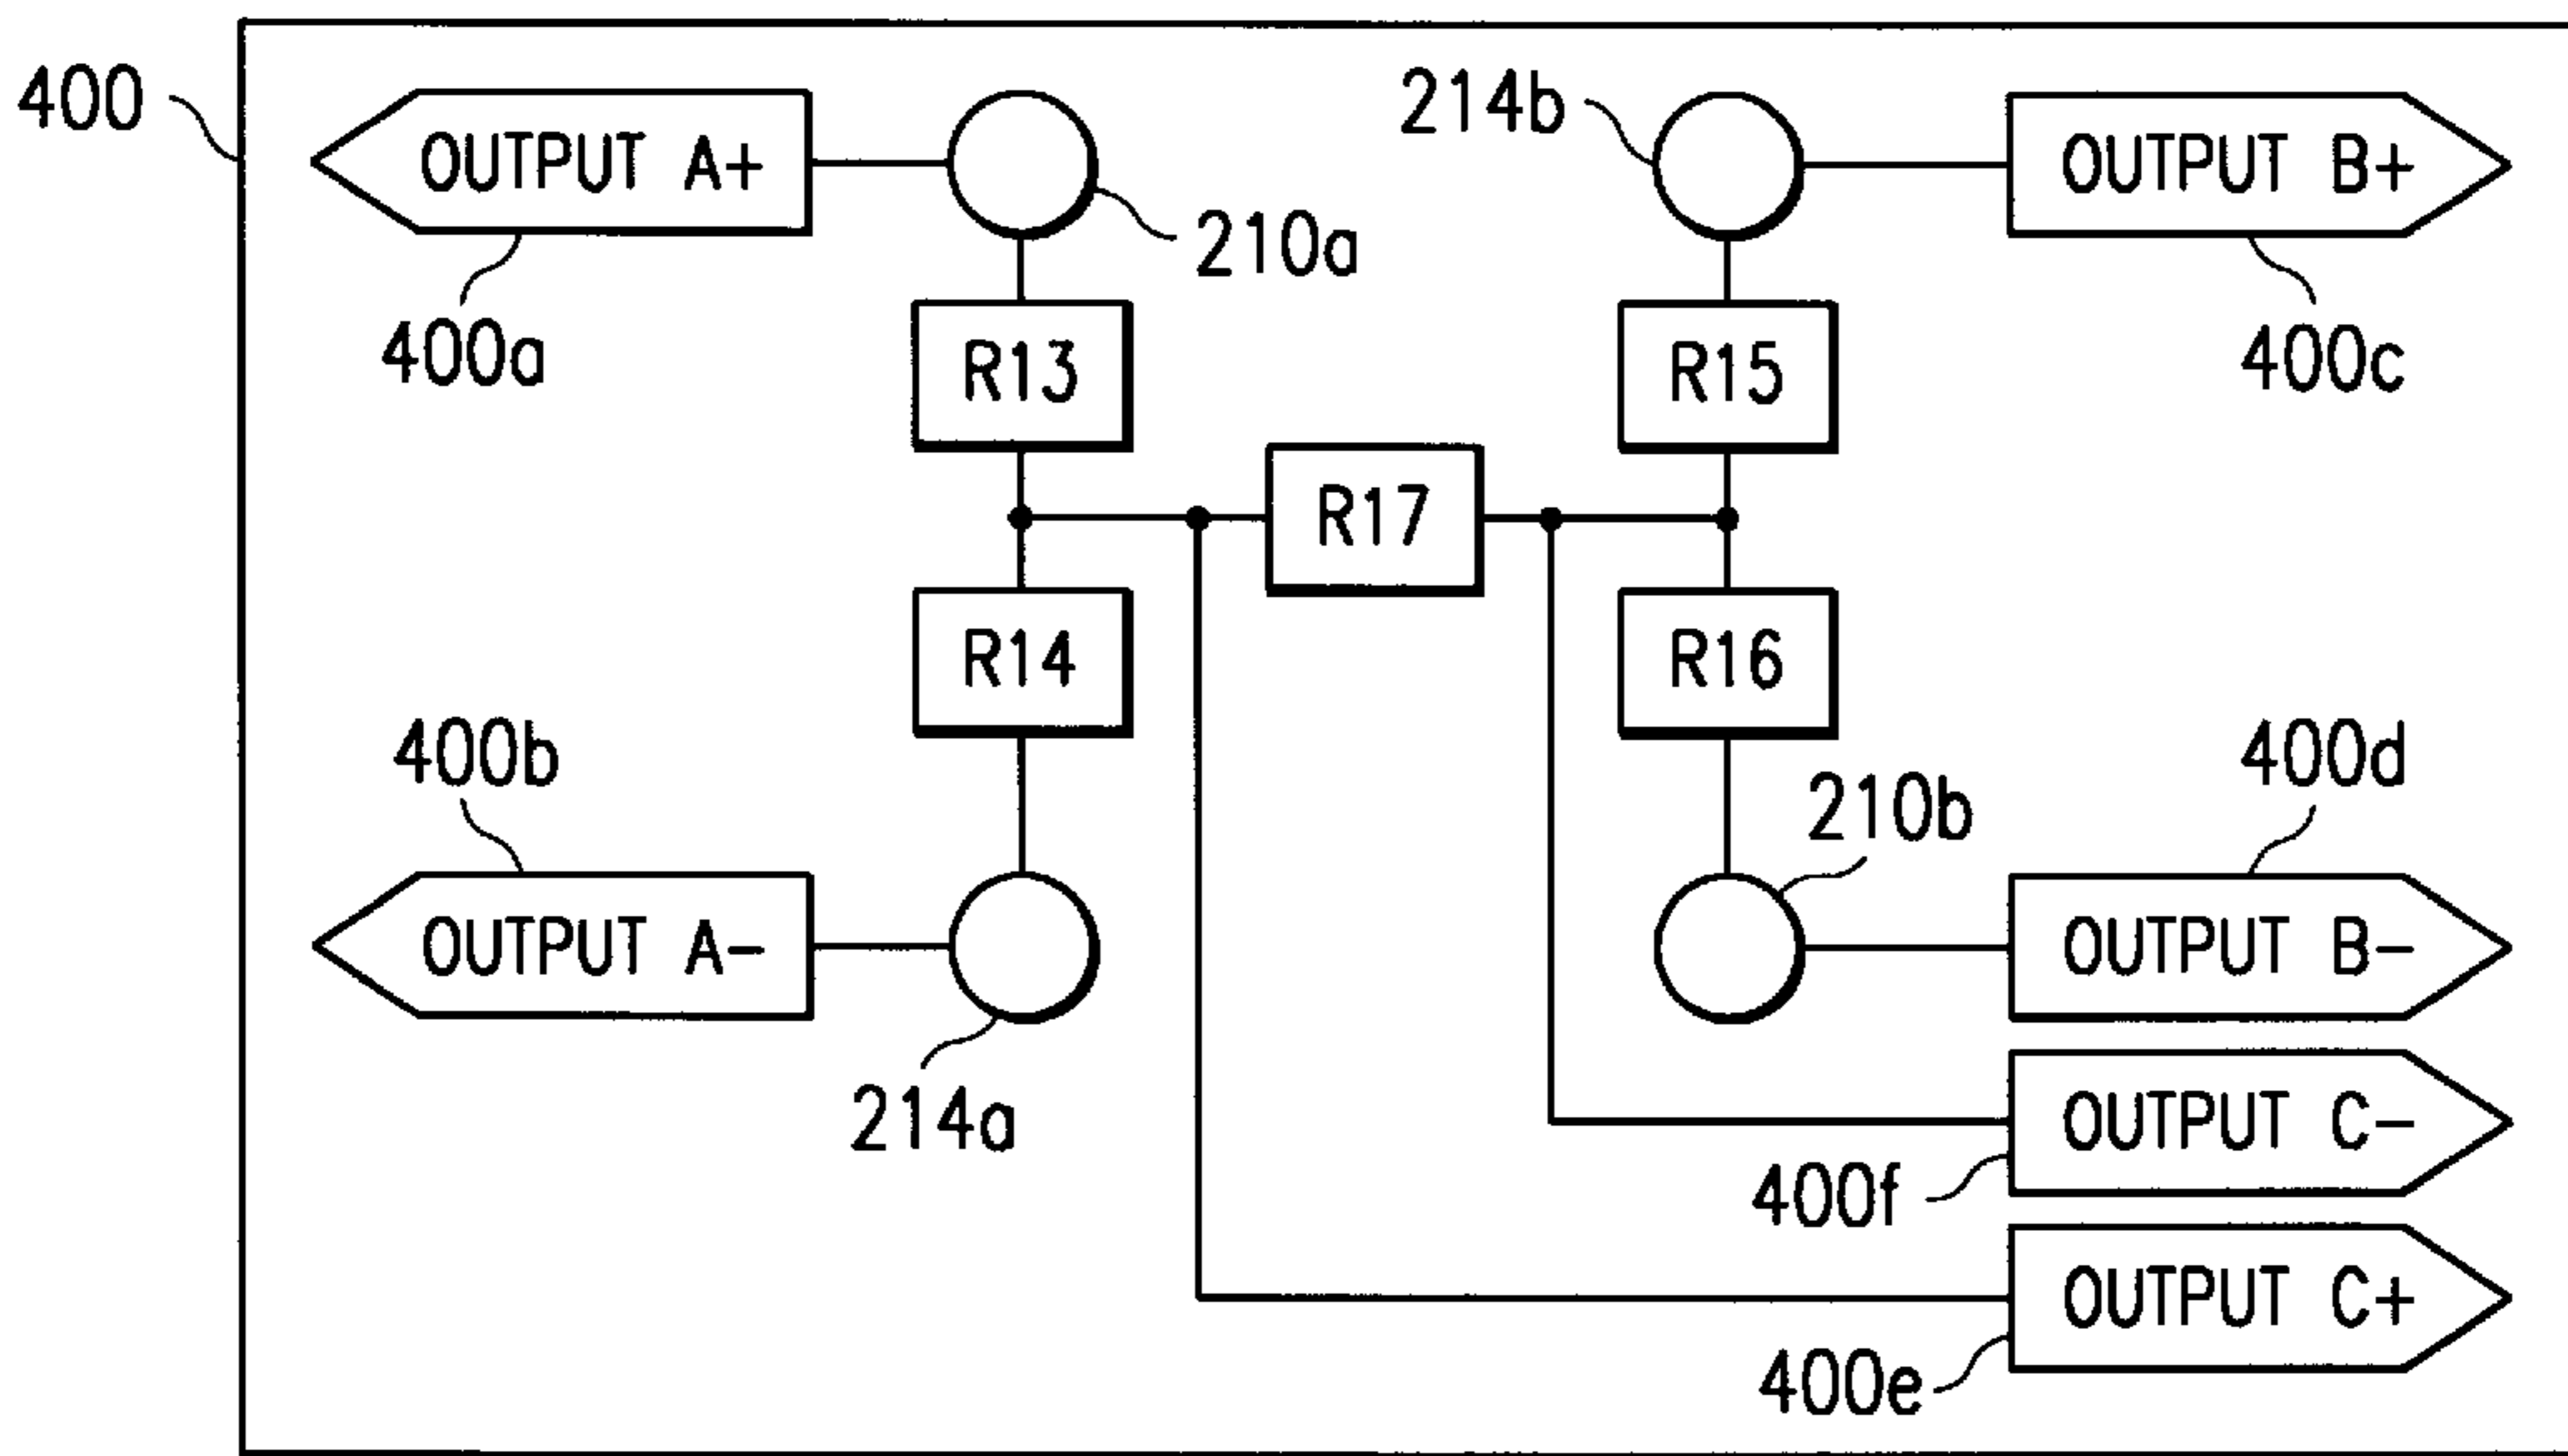 400
OUTPUT A+
214b
OUTPUT B+
210a
400a
R13
R15
400c
R17
R14
R16
400b
400d
210b
OUTPUT A-
OUTPUT B-
214a
OUTPUT C-
400f
OUTPUT C+
400e